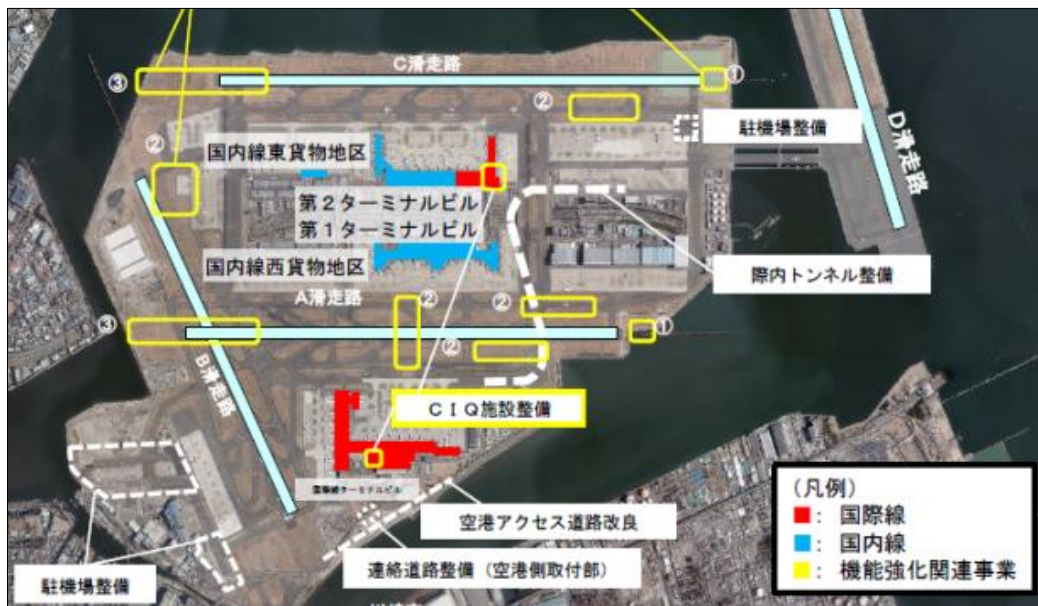 C滑走路
③
①
②
駐機場整備
D滑走路
②
国内線東貨物地区
第2ターミナルビル
第1ターミナルビル
国内線西貨物地区
際内トンネル整備
A滑走路
②
②
③
①
②
B滑走路
CIQ施設整備
国際線ターミナルビル
空港アクセス道路改良
連絡道路整備（空港側取付部）
駐機場整備
（凡例）
：国際線
：国内線
：機能強化関連事業